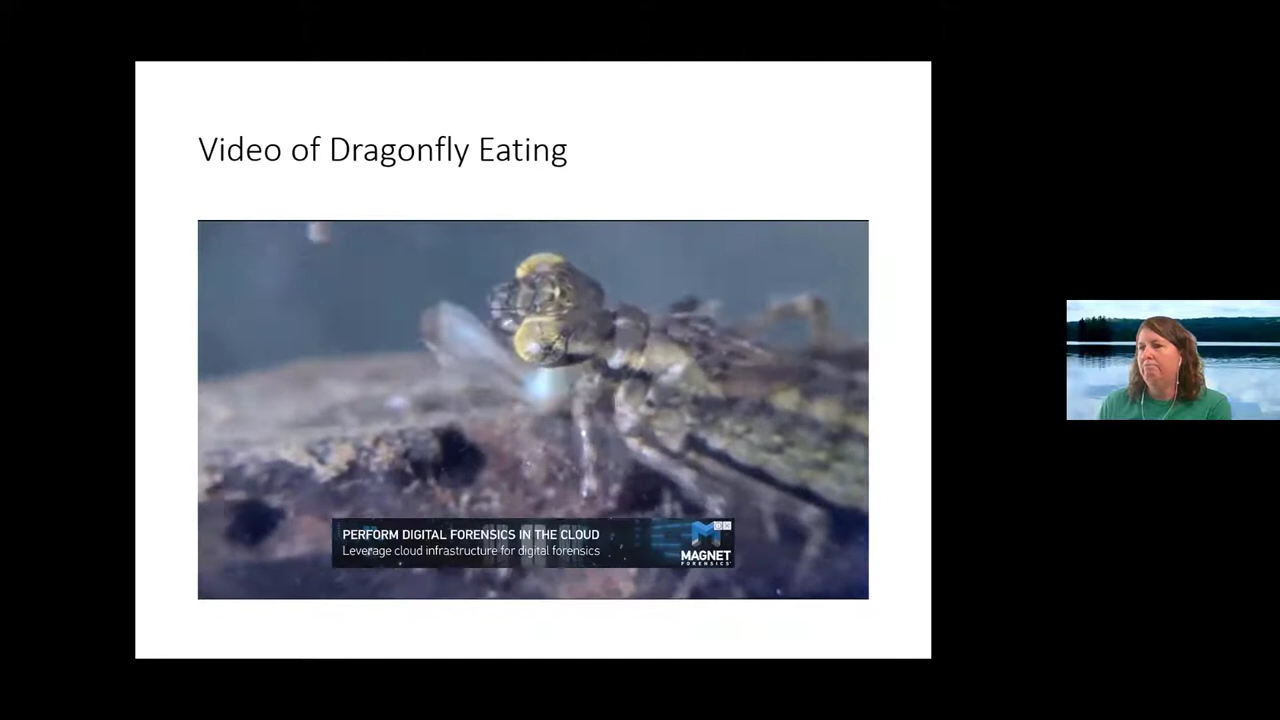 Video of Dragonfly Eating
PERFORM DIGITAL FORENSICS IN THE CLOUD
Leverage cloud infrastructure for digital forensics
MAGNET
FORENSICS